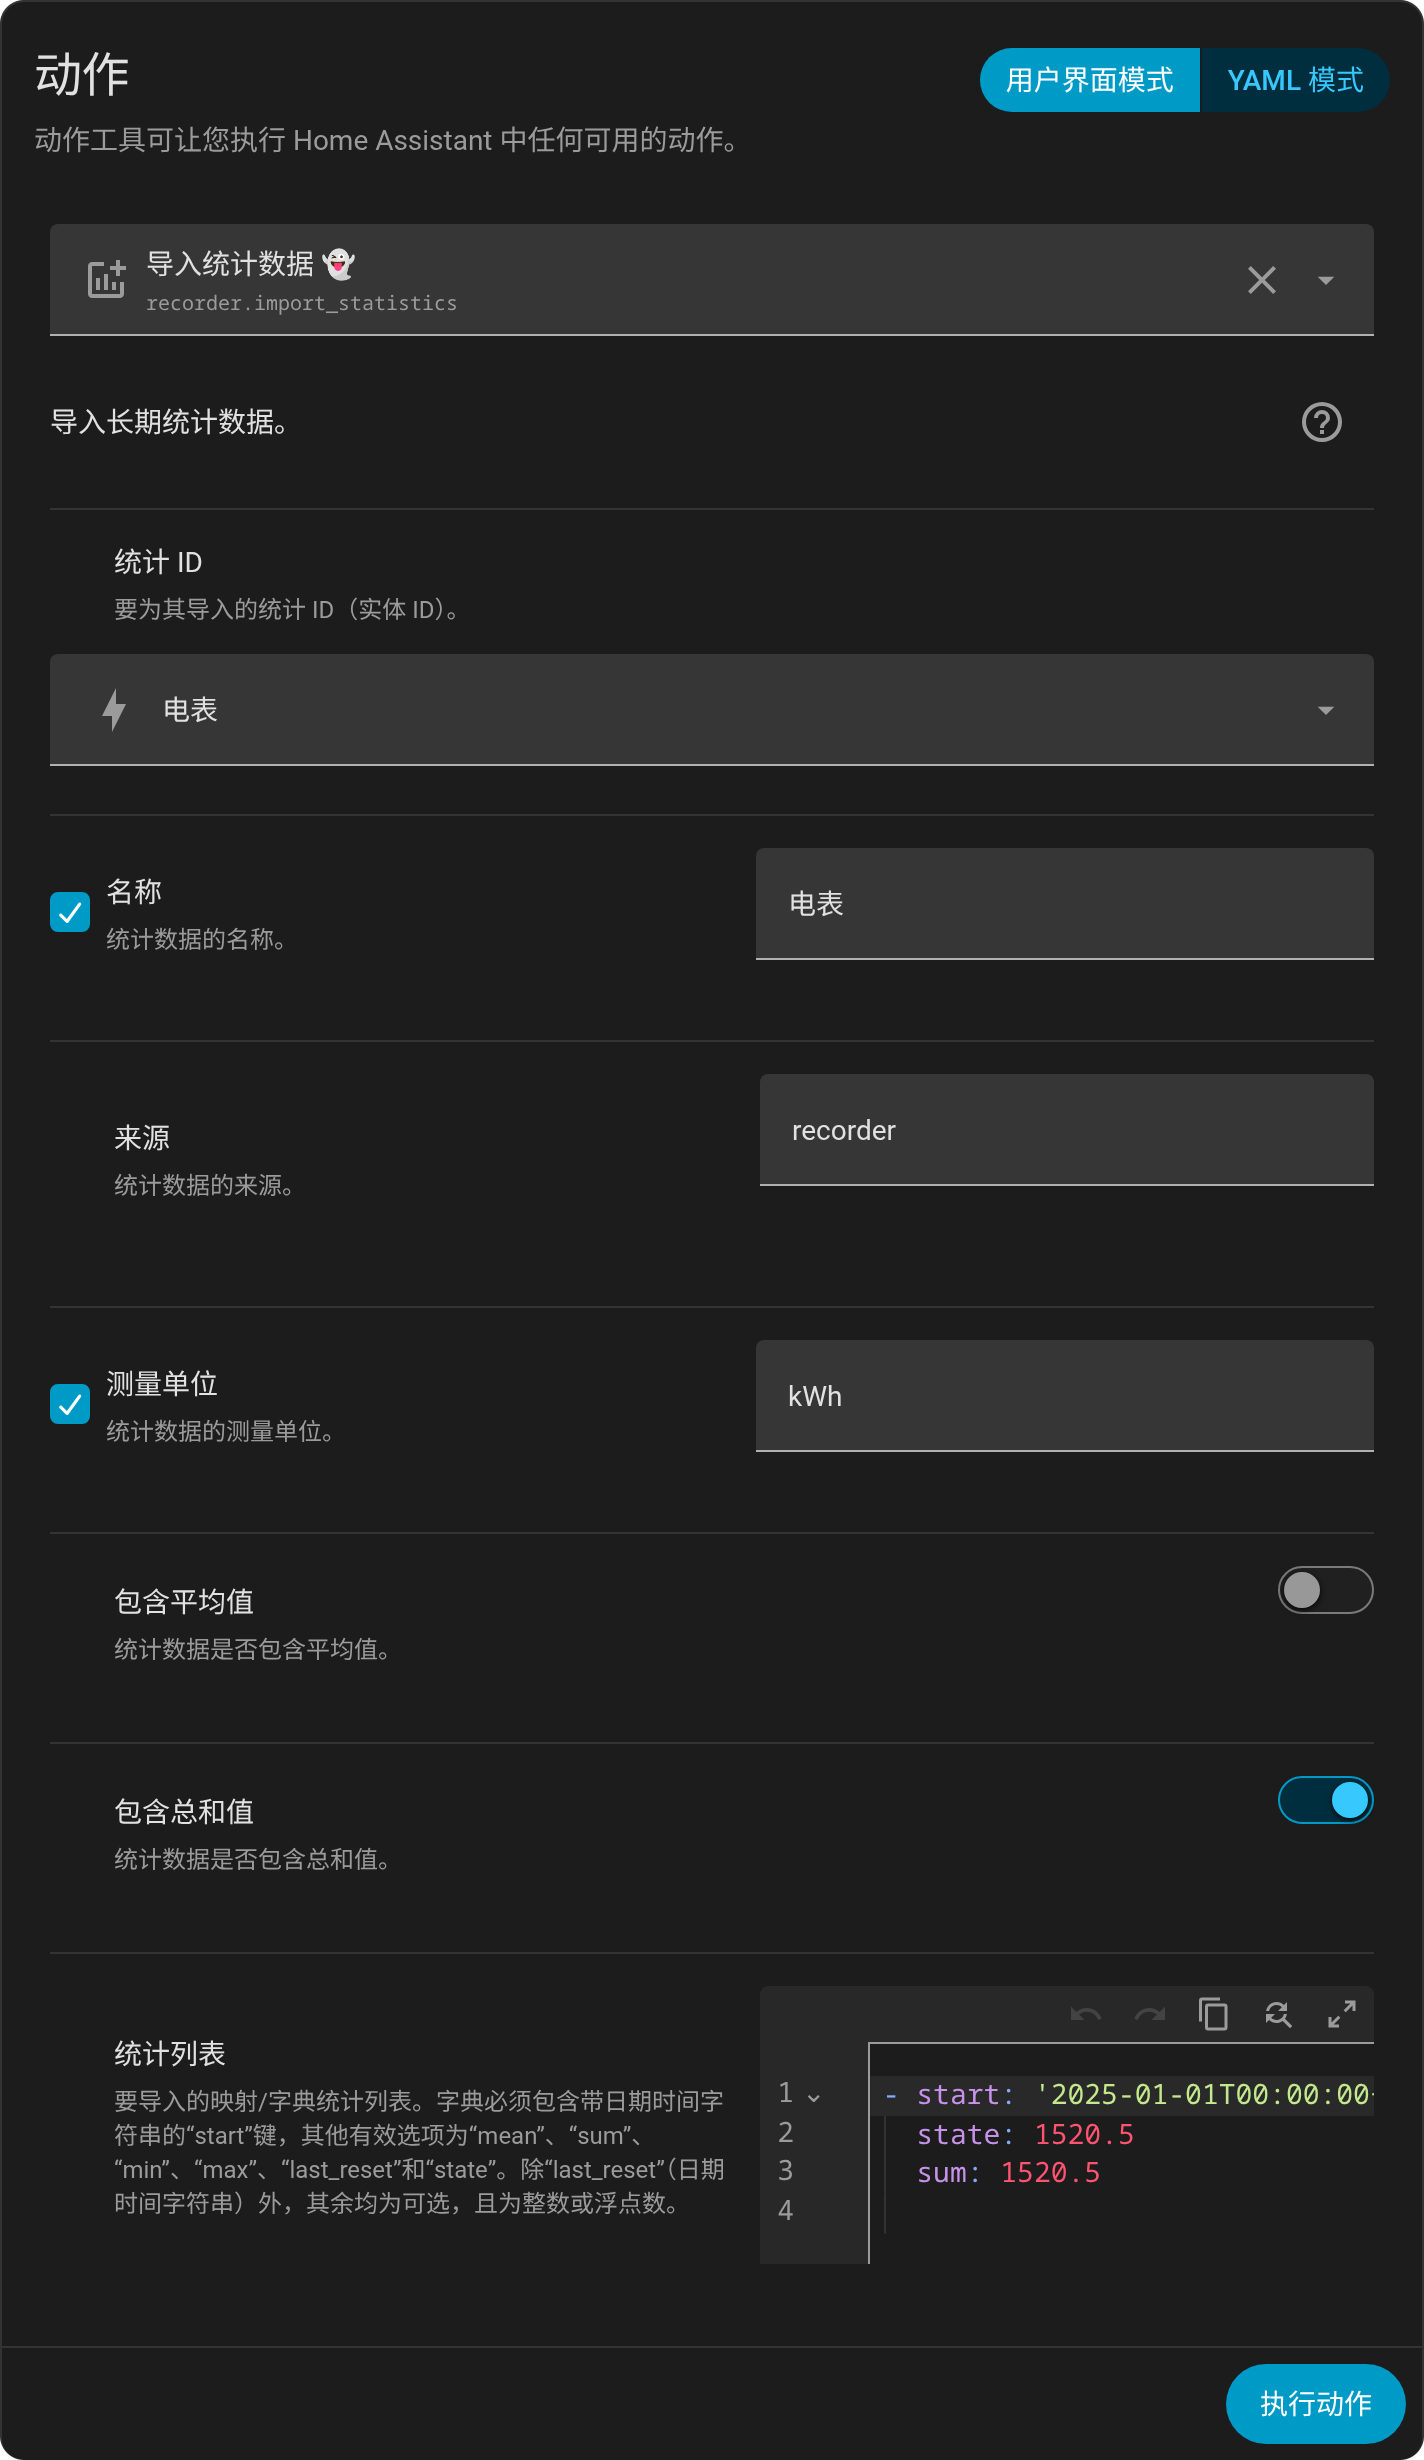 动作
用户界面模式
YAML 模式
动作工具可让您执行 Home Assistant 中任何可用的动作。
导入统计数据 👻
recorder.import_statistics
导入长期统计数据。
统计 ID
要为其导入的统计 ID（实体 ID）。
电表
名称
统计数据的名称。
电表
来源
统计数据的来源。
recorder
测量单位
统计数据的测量单位。
kWh
包含平均值
统计数据是否包含平均值。
包含总和值
统计数据是否包含总和值。
统计列表
要导入的映射/字典统计列表。字典必须包含带日期时间字
符串的“start”键，其他有效选项为“mean”、“sum”、
“min”、“max”、“last_reset”和“state”。除“last_reset”（日期
时间字符串）外，其余均为可选，且为整数或浮点数。
1 - start: '2025-01-01T00:00:00
2 state: 1520.5
3 sum: 1520.5
4
执行动作